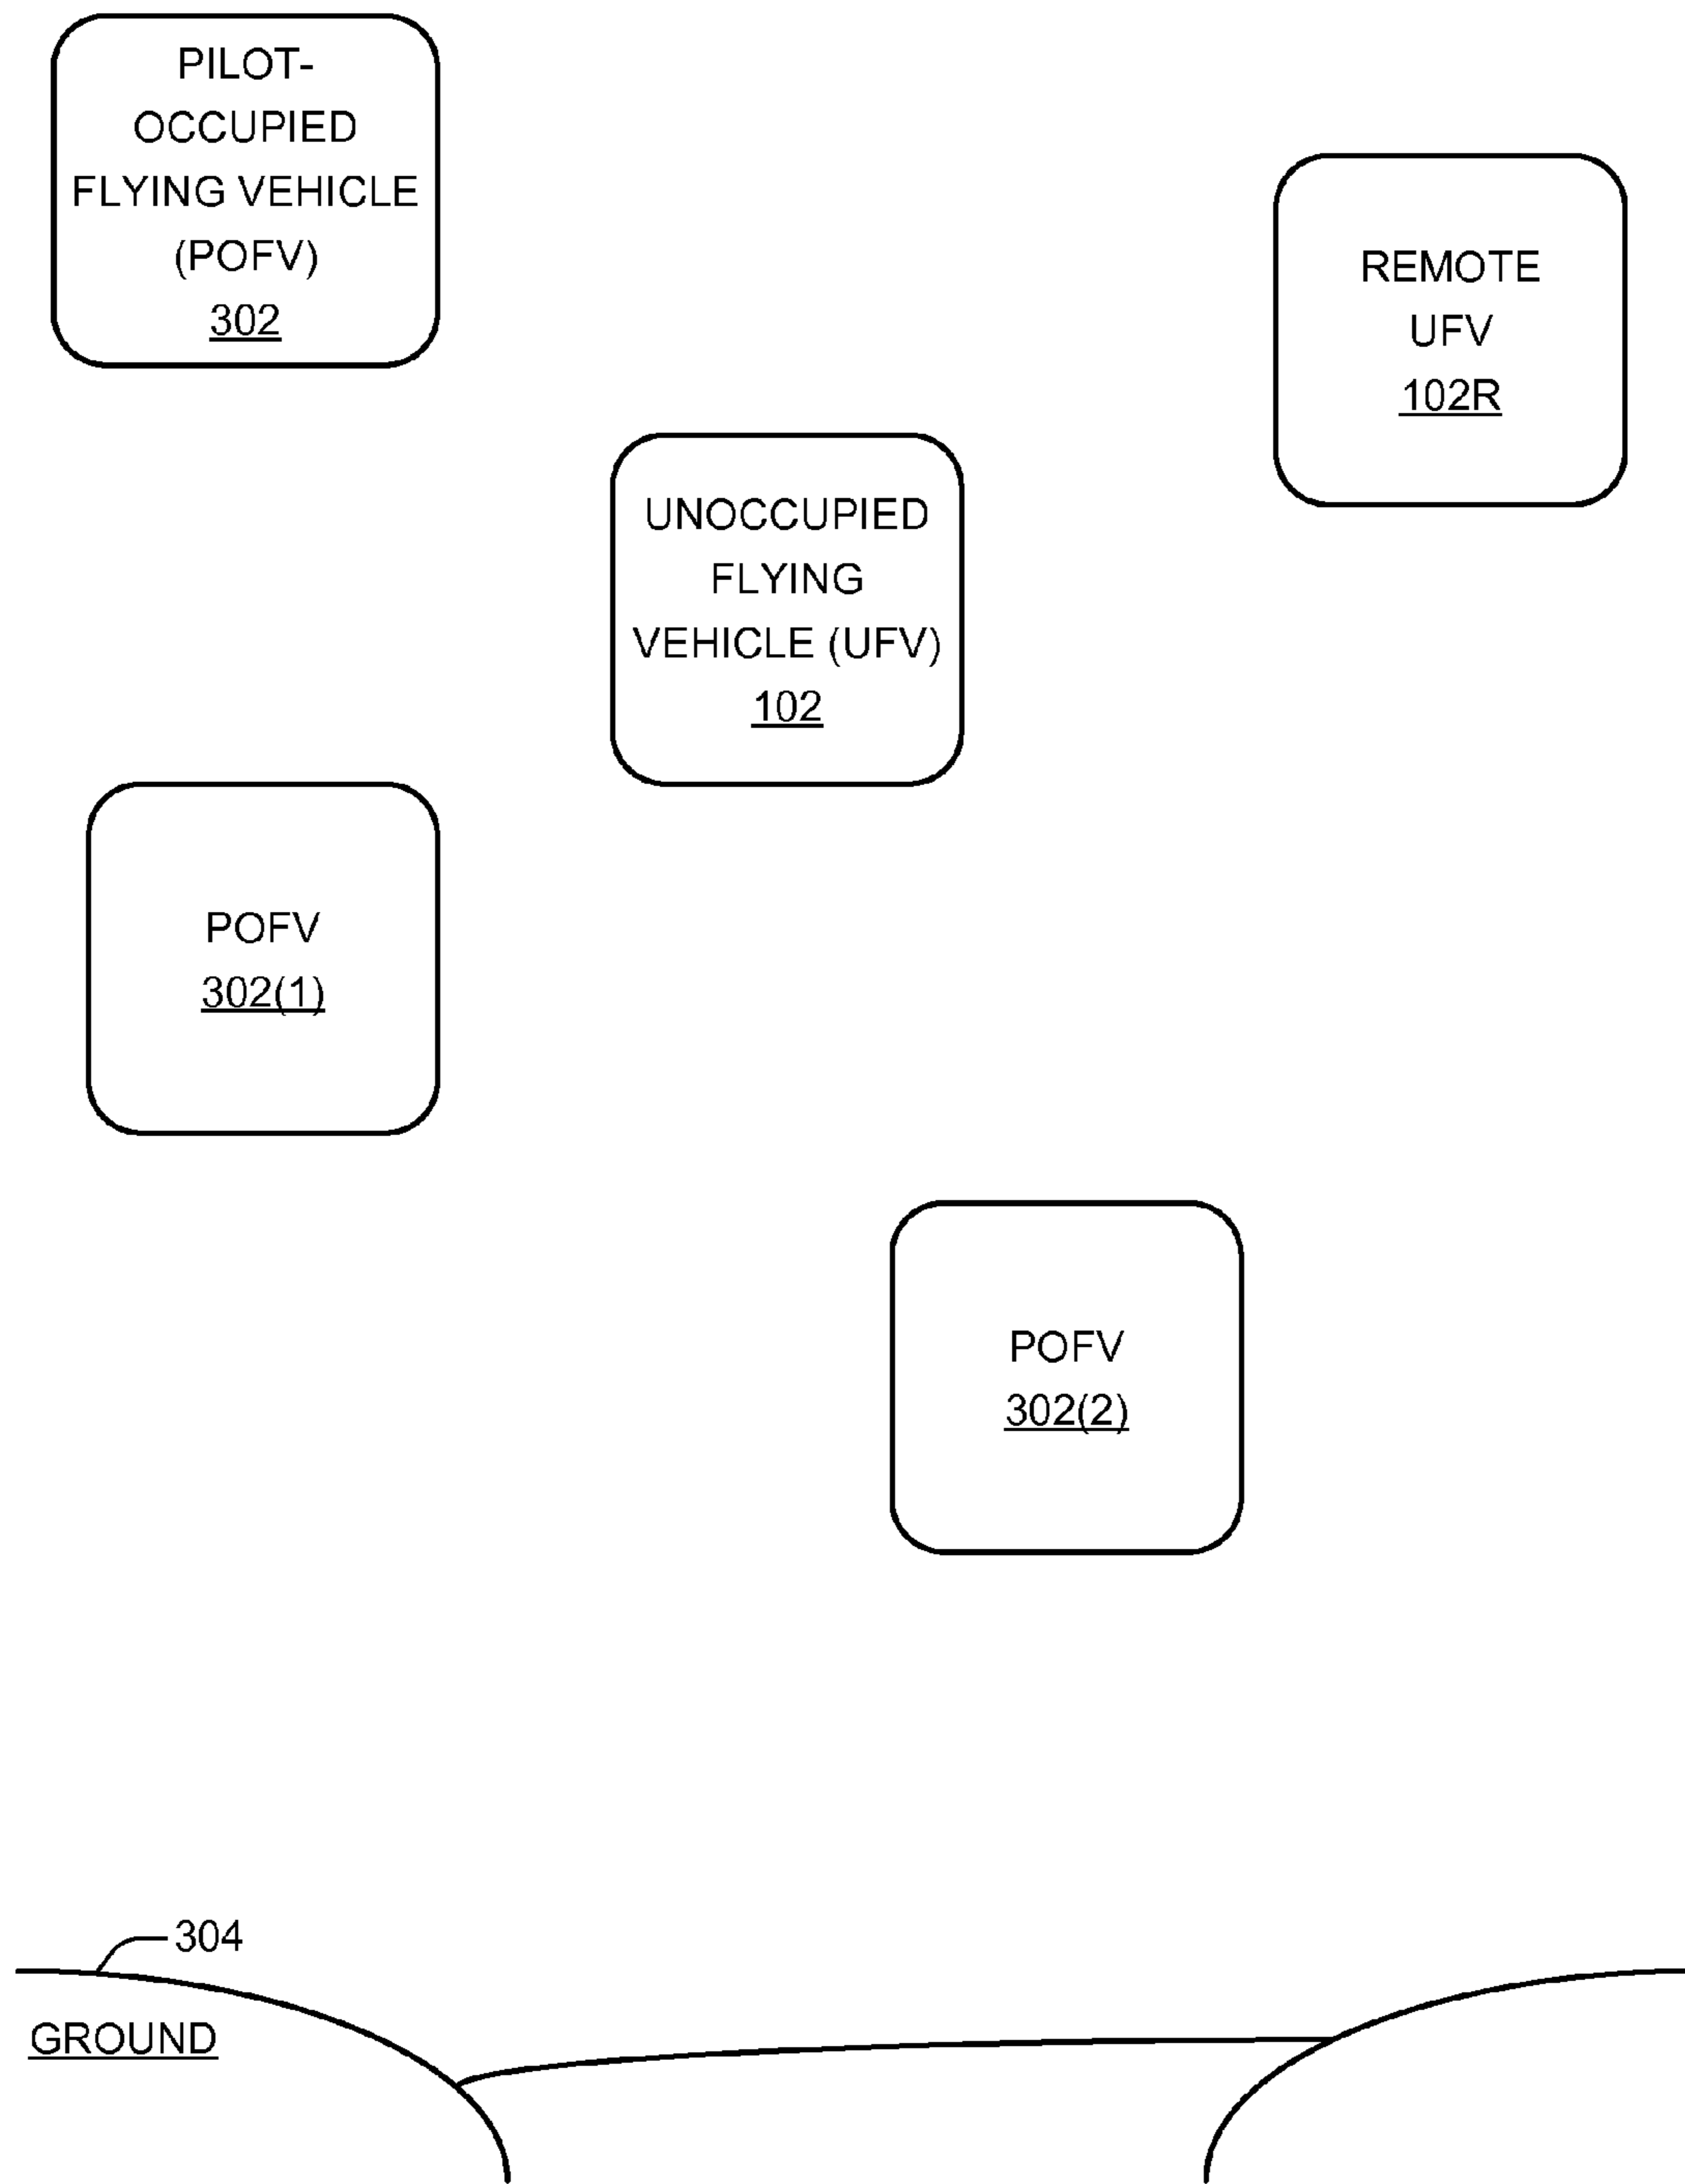 PILOT-
OCCUPIED
FLYING VEHICLE
(POFV)
302
REMOTE
UFV
102R
UNOCCUPIED
FLYING
VEHICLE (UFV)
102
POFV
302(1)
POFV
302(2)
304
GROUND